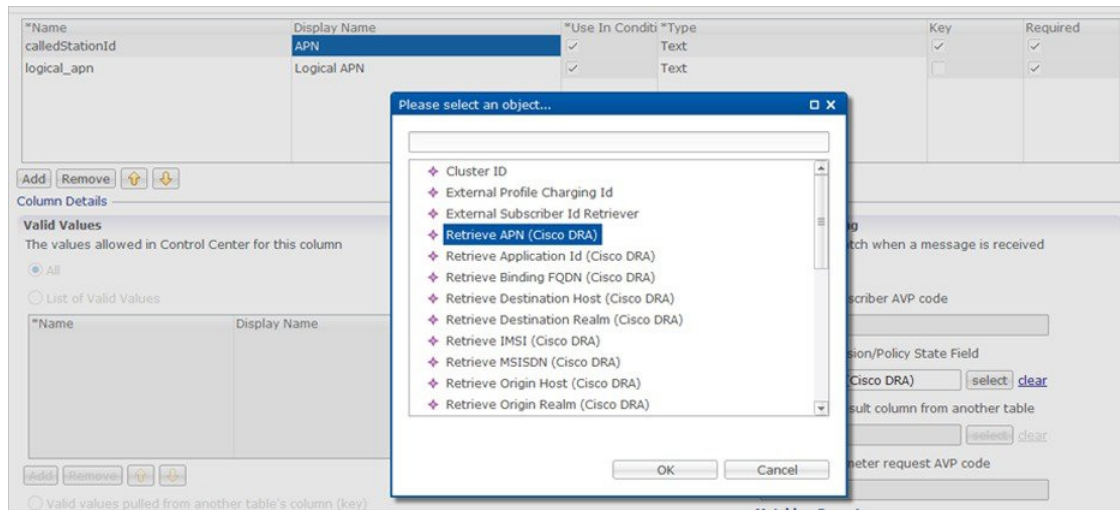 *Name Display Name *Use In Conditi *Type Key Required
calledStationId APN Text
logical_apn Logical APN Text
Please select an object...
Cluster ID
External Profile Charging Id
External Subscriber Id Retriever
Retrieve APN (Cisco DRA)
Retrieve Application Id (Cisco DRA)
Retrieve Binding FQDN (Cisco DRA)
Retrieve Destination Host (Cisco DRA)
Retrieve Destination Realm (Cisco DRA)
Retrieve IMSI (Cisco DRA)
Retrieve MSISDN (Cisco DRA)
Retrieve Origin Host (Cisco DRA)
Retrieve Origin Realm (Cisco DRA)
OK Cancel
Add Remove
Column Details
Valid Values
The values allowed in Control Center for this column
All
List of Valid Values
*Name Display Name
Add Remove
Valid values pulled from another table's column (key)
g
tch when a message is received
scriber AVP code
sion/Policy State Field
(Cisco DRA) select clear
sult column from another table
select clear
meter request AVP code